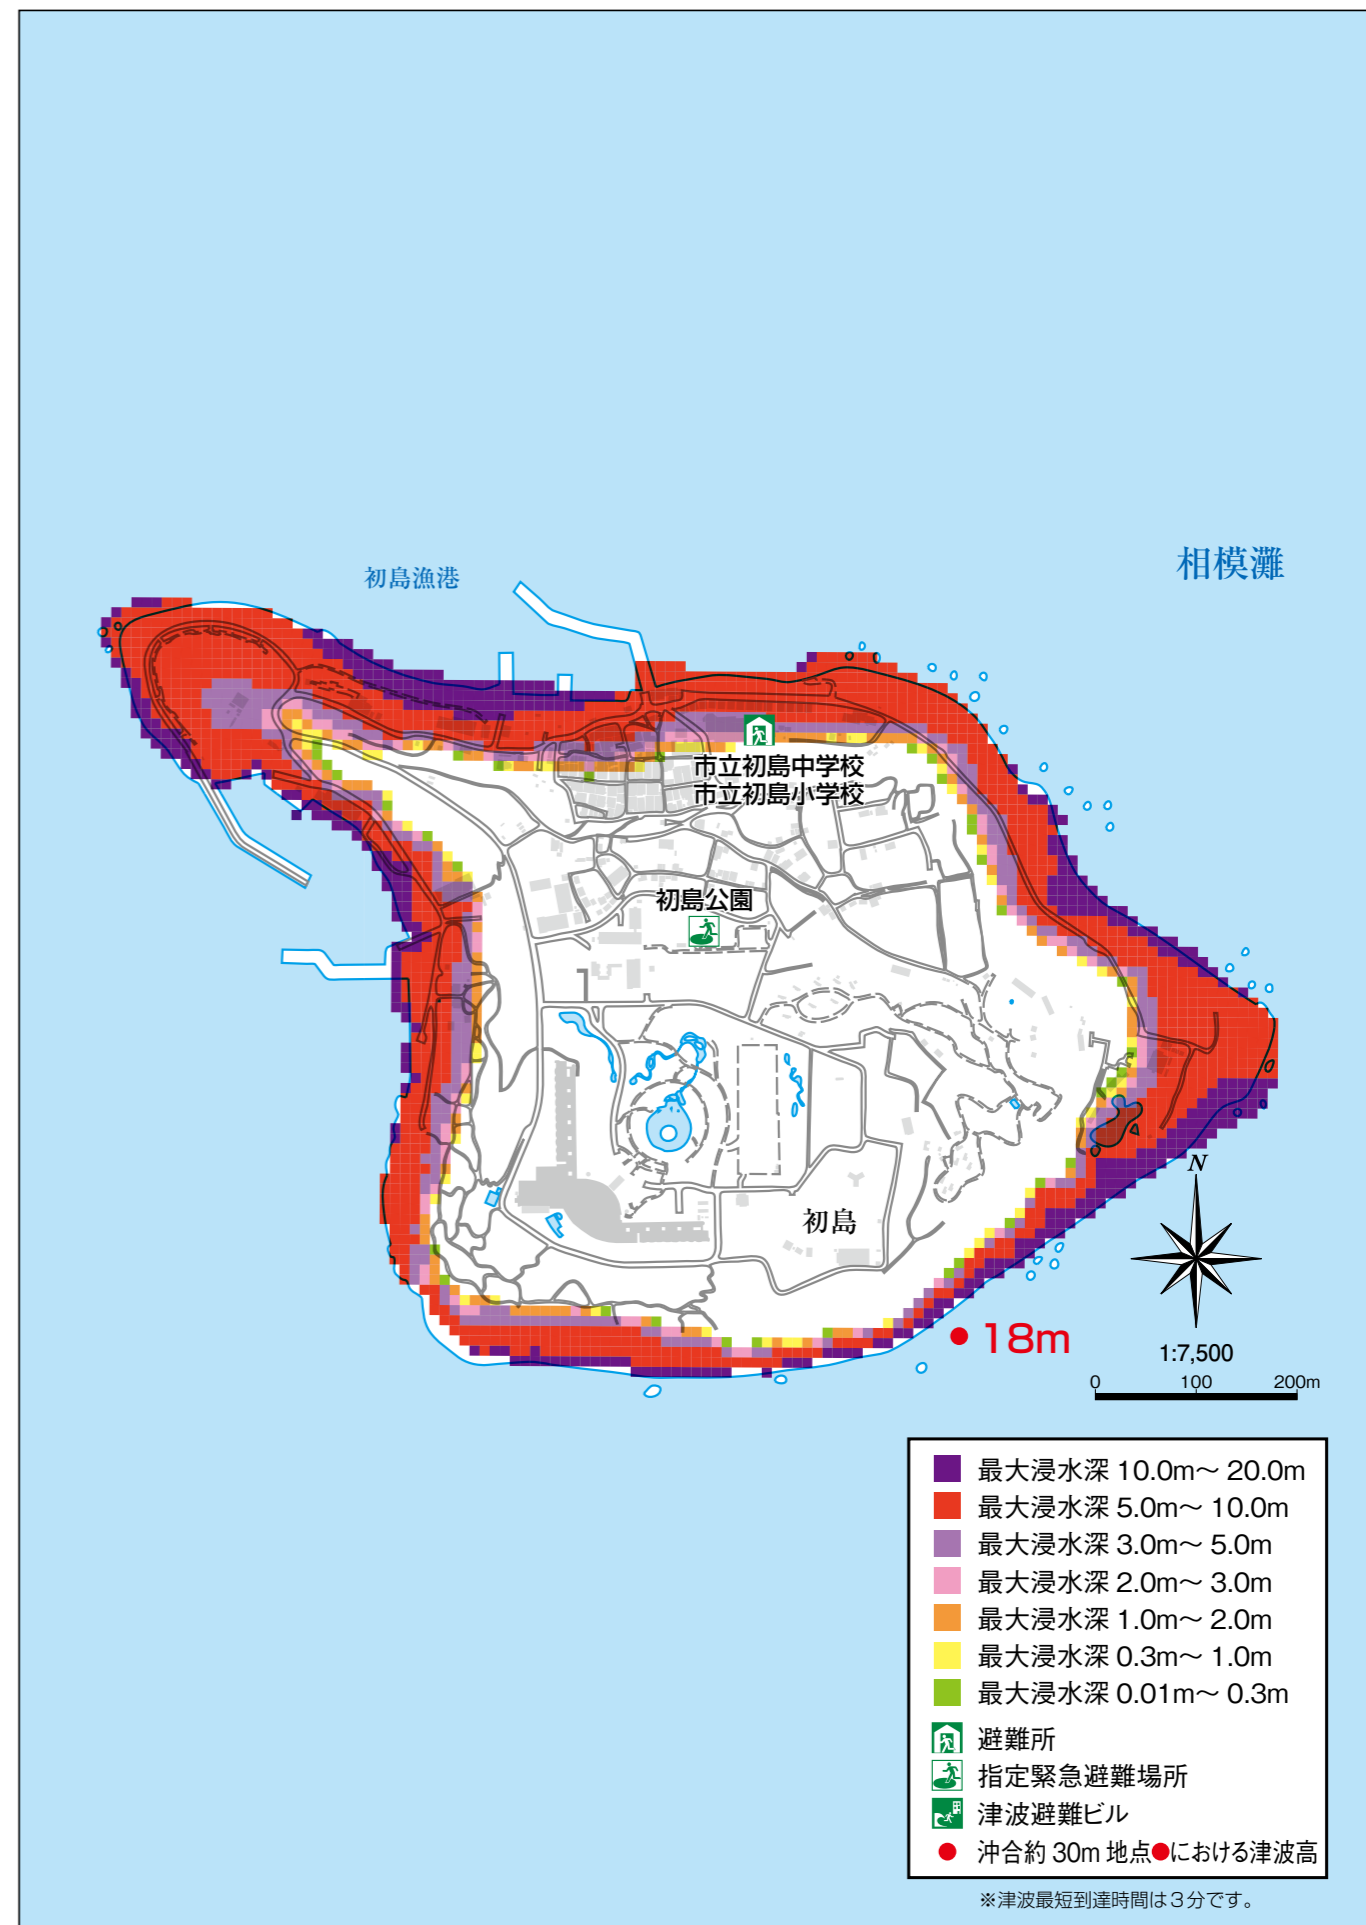 相模灘
初島漁港
市立初島中学校
市立初島小学校
初島公園
初島
N
18m
1:7,500
0 100 200m
最大浸水深 10.0m〜 20.0m
最大浸水深 5.0m〜 10.0m
最大浸水深 3.0m〜 5.0m
最大浸水深 2.0m〜 3.0m
最大浸水深 1.0m〜 2.0m
最大浸水深 0.3m〜 1.0m
最大浸水深 0.01m〜 0.3m
避難所
指定緊急避難場所
津波避難ビル
沖合約 30m 地点●における津波高
※津波最短到達時間は３分です。